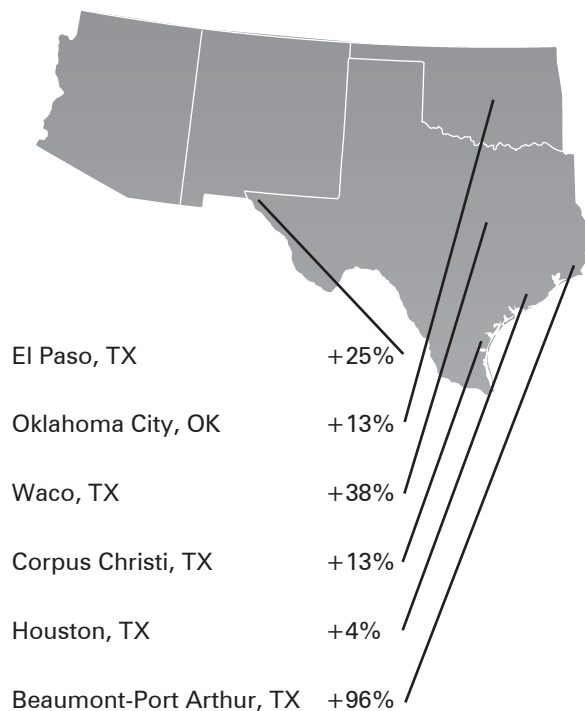 El Paso, TX +25%
Oklahoma City, OK +13%
Waco, TX +38%
Corpus Christi, TX +13%
Houston, TX +4%
Beaumont-Port Arthur, TX +96%